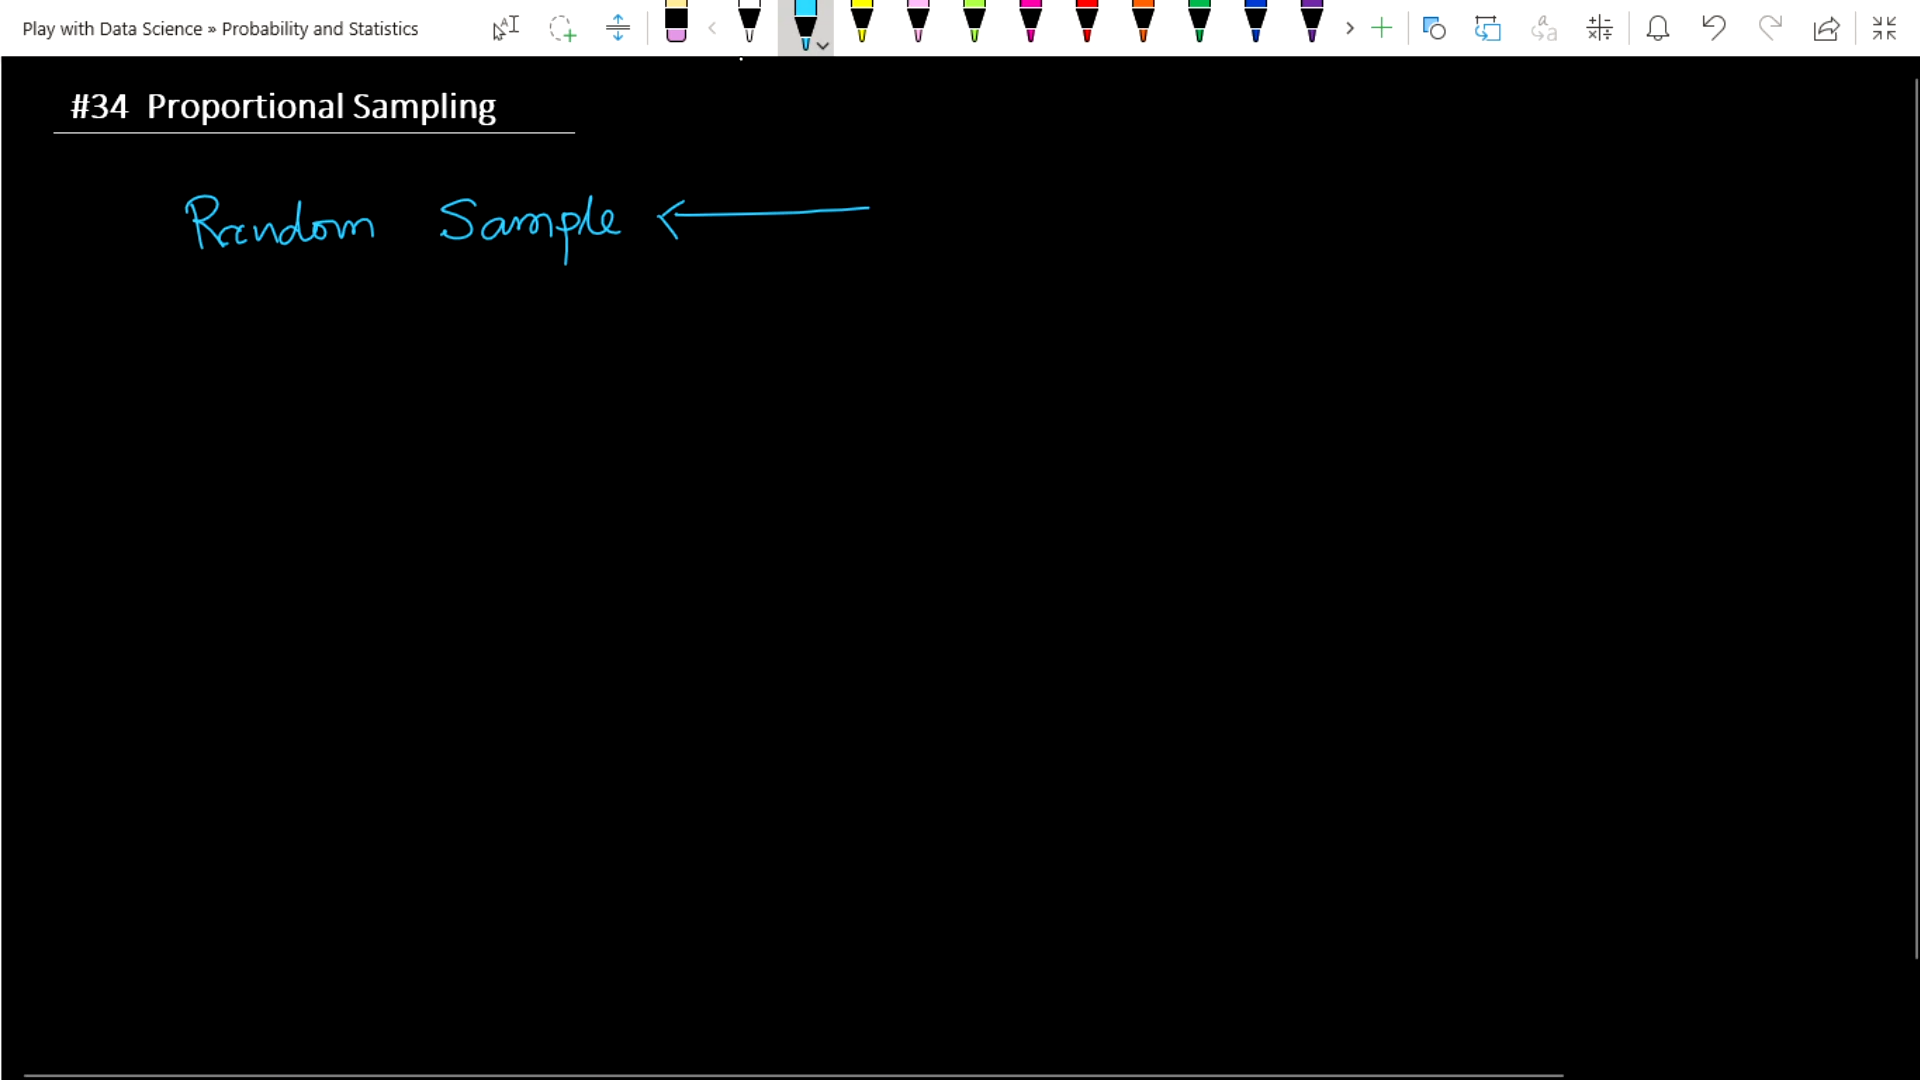 Play with Data Science » Probability and Statistics
#34 Proportional Sampling
Random Sample